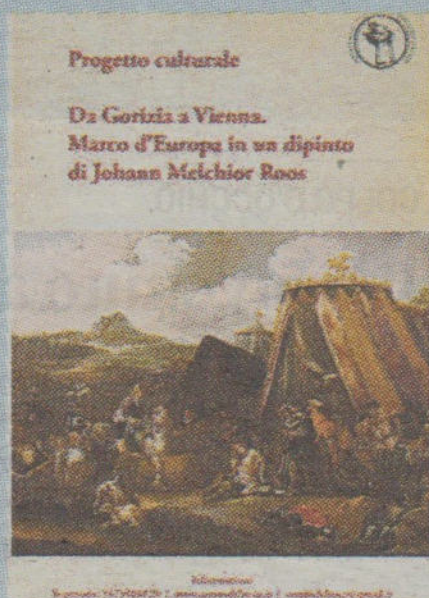 Progetto culturale
Da Gorizia a Vienna.
Marco d'Europa in un dipinto
di Johann Melchior Roos